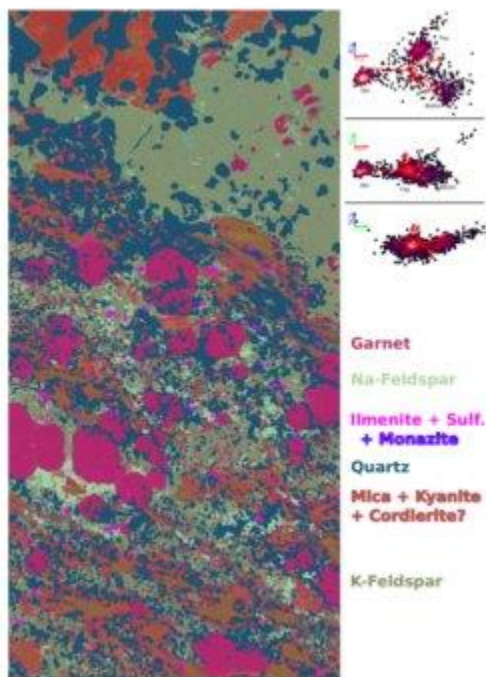 Garnet
Na-Feldspar
Ilmenite + Sulf.
+ Monazite
Quartz
Mica + Kyanite
+ Cordierite?
K-Feldspar